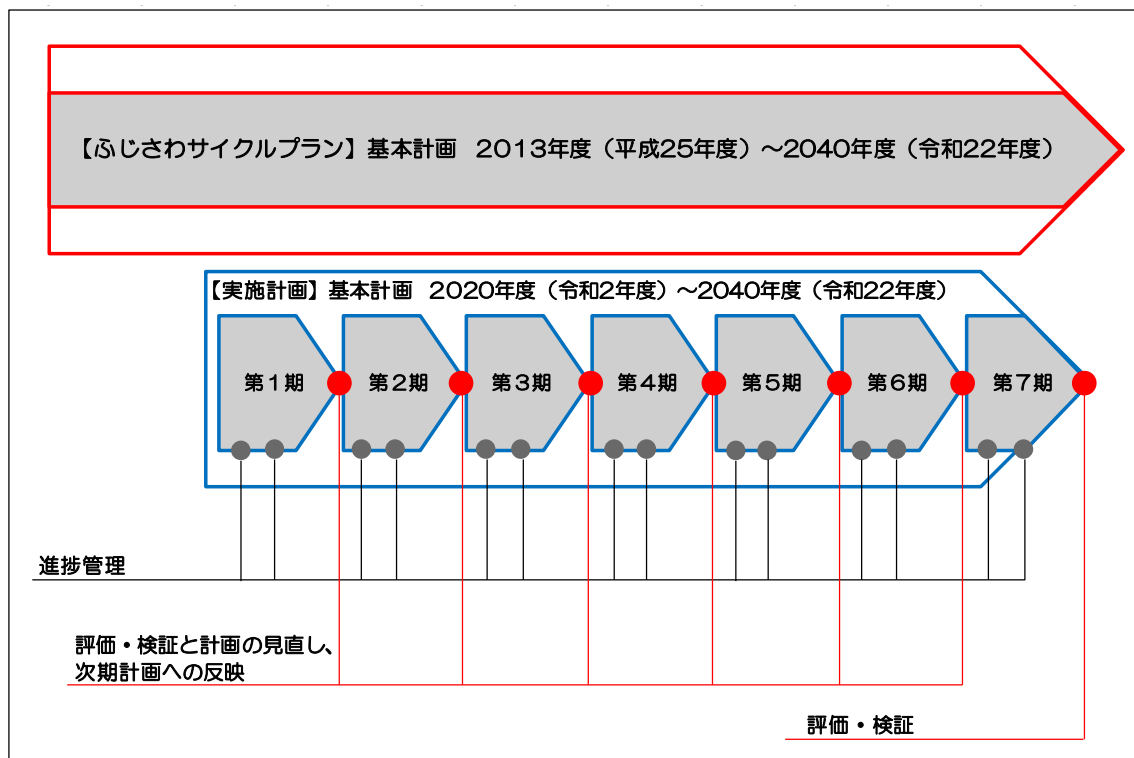 【ふじさわサイクルプラン】基本計画 2013年度（平成25年度）～2040年度（令和22年度）
【実施計画】基本計画 2020年度（令和2年度）～2040年度（令和22年度）
第１期
第２期
第３期
第４期
第５期
第６期
第７期
進捗管理
評価・検証と計画の見直し、
次期計画への反映
評価・検証